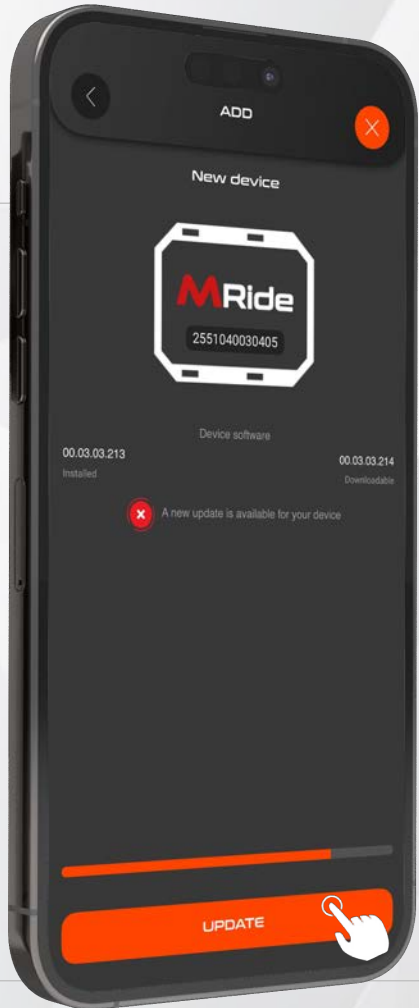 ADD
New device
MRide
2551040030405
Device software
00.03.03.213
00.03.03.214
Installed
Downloadable
A new update is available for your device
UPDATE